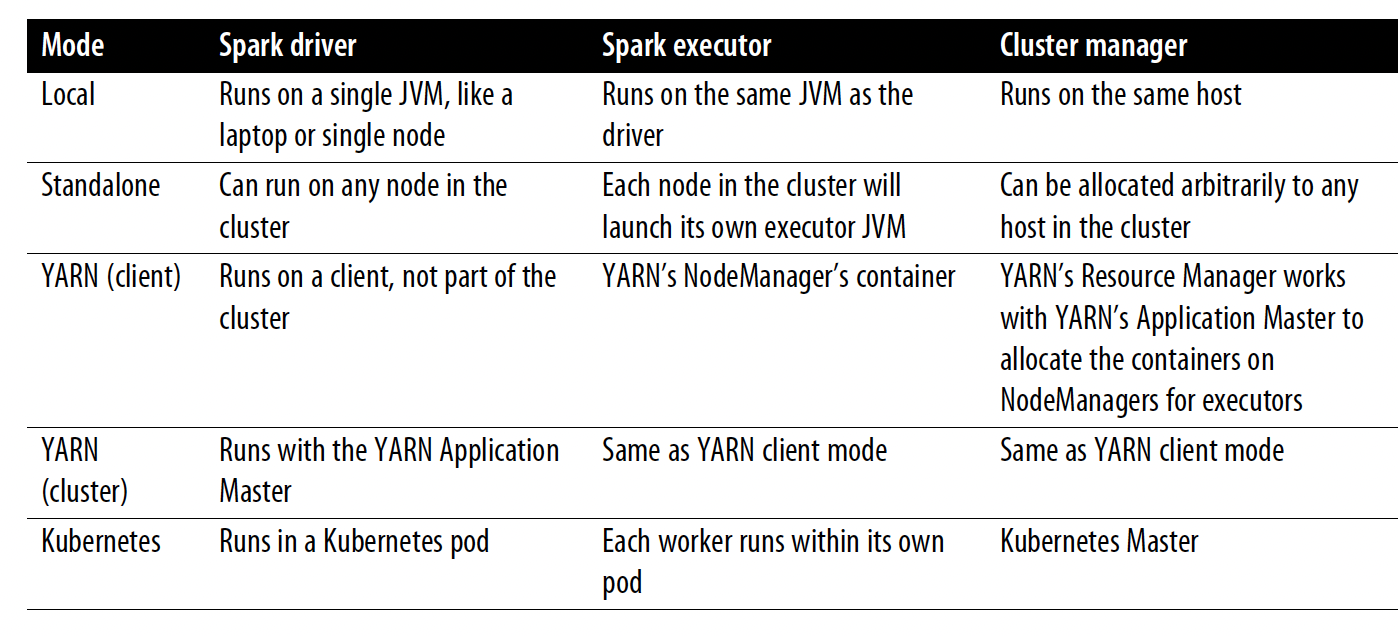 Mode Spark driver Spark executor Cluster manager
Local Runs on a single JVM, like a Runs on the same JVM as the Runs on the same host
laptop or single node driver
Standalone Can run on any node in the Each node in the cluster will Can be allocated arbitrarily to any
cluster launch its own executor JVM host in the cluster
YARN (client) Runs on a client, not part of the YARN’s NodeManager’s container YARN’s Resource Manager works
cluster with YARN’s Application Master to
allocate the containers on
NodeManagers for executors
YARN Runs with the YARN Application Same as YARN client mode Same as YARN client mode
(cluster) Master
Kubernetes Runs in a Kubernetes pod Each worker runs within its own Kubernetes Master
pod